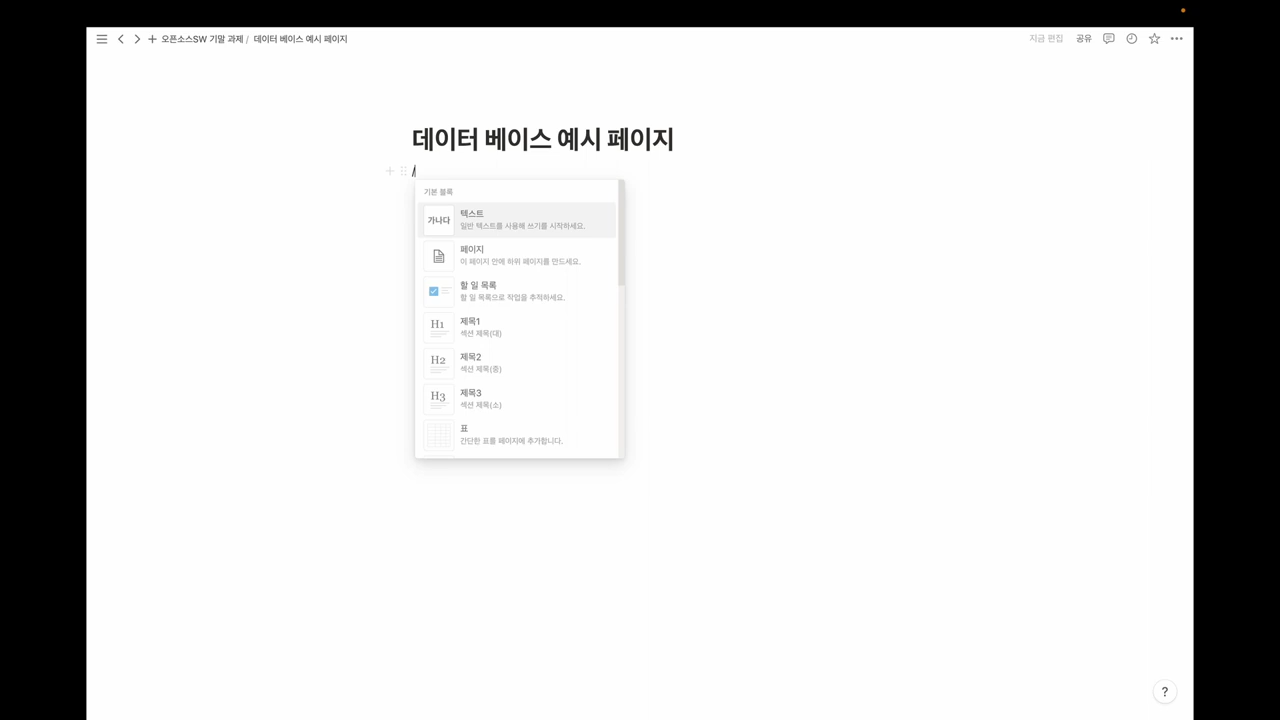 오픈소스SW 기말 과제 / 데이터 베이스 예시 페이지
지금 편집 공유
데이터 베이스 예시 페이지
/
기본 블록
가나다
텍스트
일반 텍스트를 사용해 쓰기를 시작하세요.
페이지
이 페이지 안에 하위 페이지를 만드세요.
할 일 목록
할 일 목록으로 작업을 추적하세요.
H1
제목1
섹션 제목(대)
H2
제목2
섹션 제목(중)
H3
제목3
섹션 제목(소)
표
간단한 표를 페이지에 추가합니다.
?